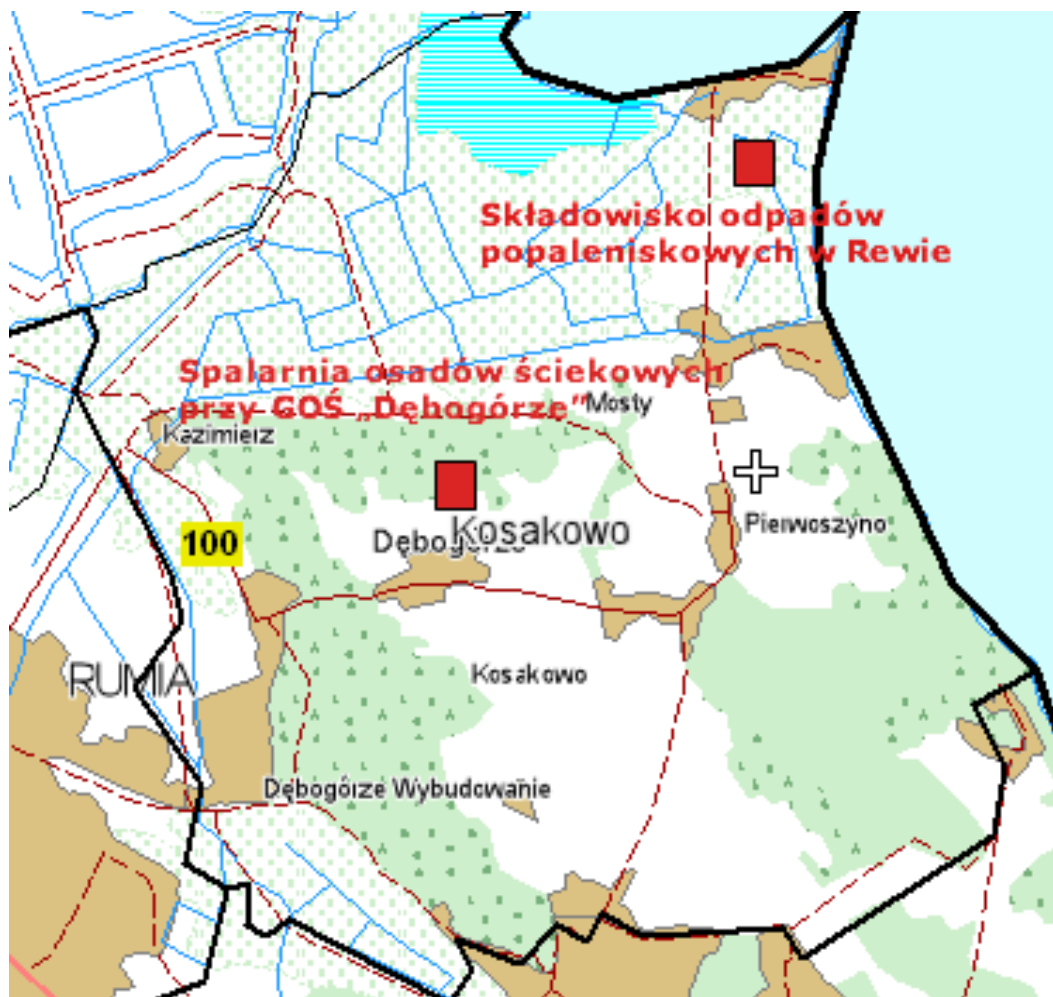 Składowisko odpadów
popaleniskowych w Rewie
Spalarnia osadów ściekowych
przy GOŚ „Dębogórze”
Mosty
Kazimierz
Pierwoszyno
100
Dębogórze
Kosakowo
RUMIA
Kosakowo
Dębogórze Wybudowanie